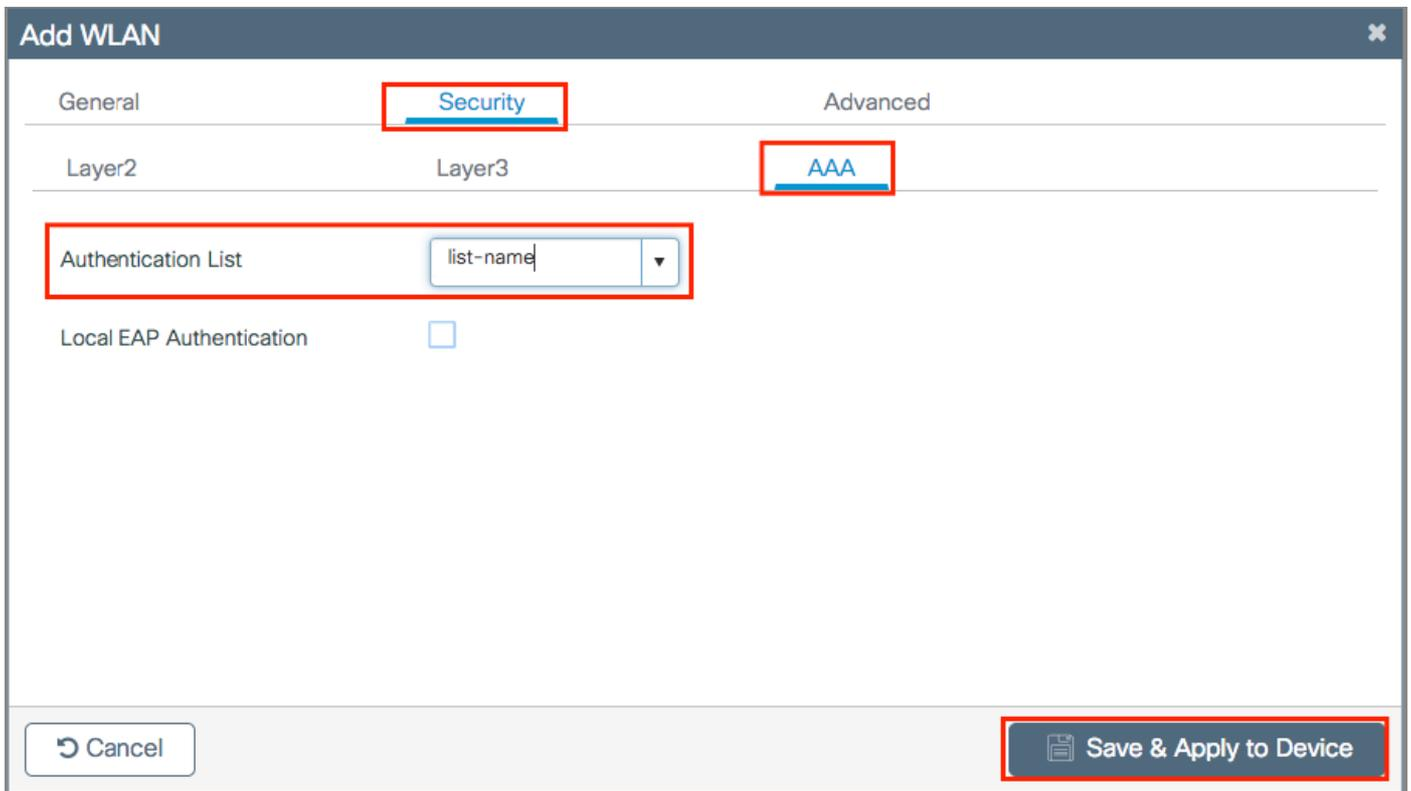 Add WLAN
General Security Advanced
Layer2 Layer3 AAA
Authentication List list-name
Local EAP Authentication
Cancel Save & Apply to Device